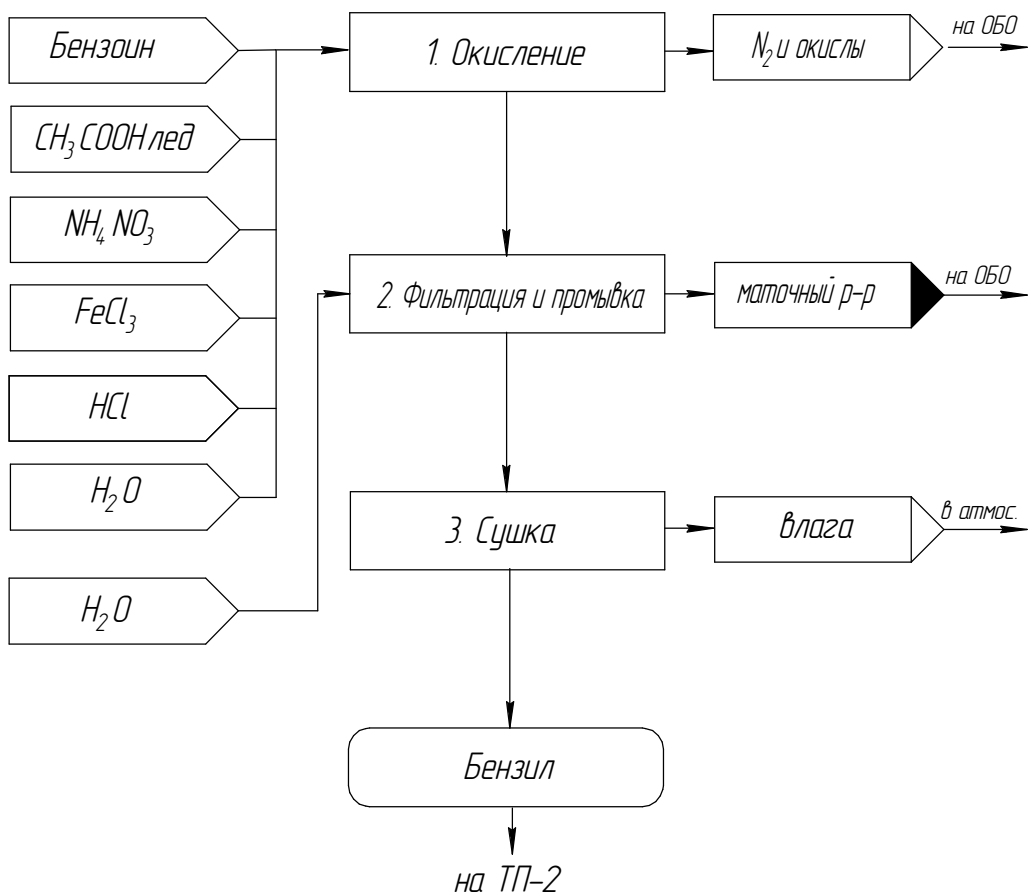 Бензоин
1. Окисление
N₂ и окислы
на ОБО
CH₃COOH лед
NH₄NO₃
2. Фильтрация и промывка
маточный р-р
на ОБО
FeCl₃
HCl
H₂O
3. Сушка
влага
в атмос.
H₂O
Бензил
на ТП-2